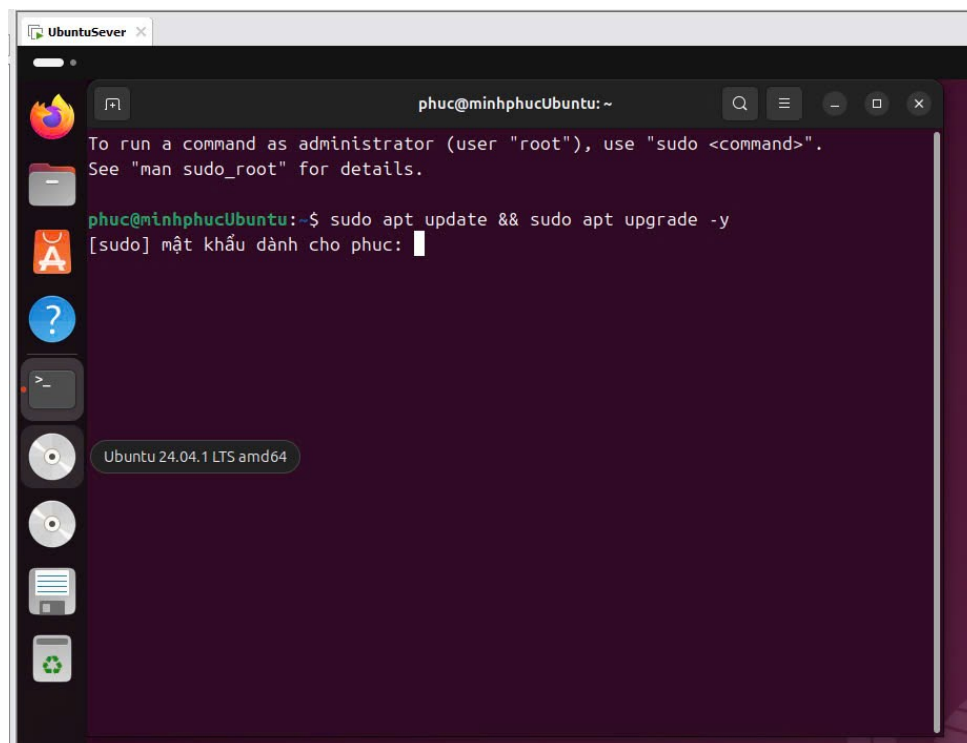 UbuntuSever
phuc@minhphucUbuntu: ~
To run a command as administrator (user "root"), use "sudo <command>".
See "man sudo_root" for details.
phuc@minhphucUbuntu:~$ sudo apt update && sudo apt upgrade -y
[sudo] mật khẩu dành cho phuc:
Ubuntu 24.04.1 LTS amd64